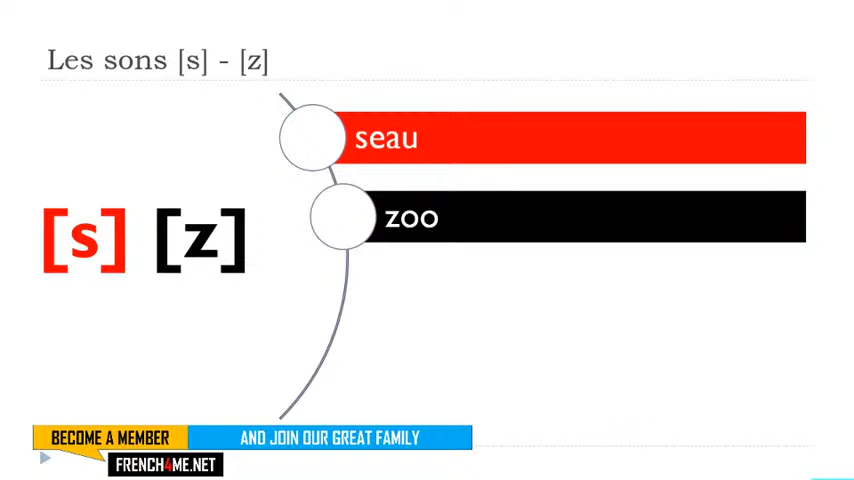 Les sons [s] - [z]
seau
[s] [z]
zoo
BECOME A MEMBER
AND JOIN OUR GREAT FAMILY
FRENCH4ME.NET